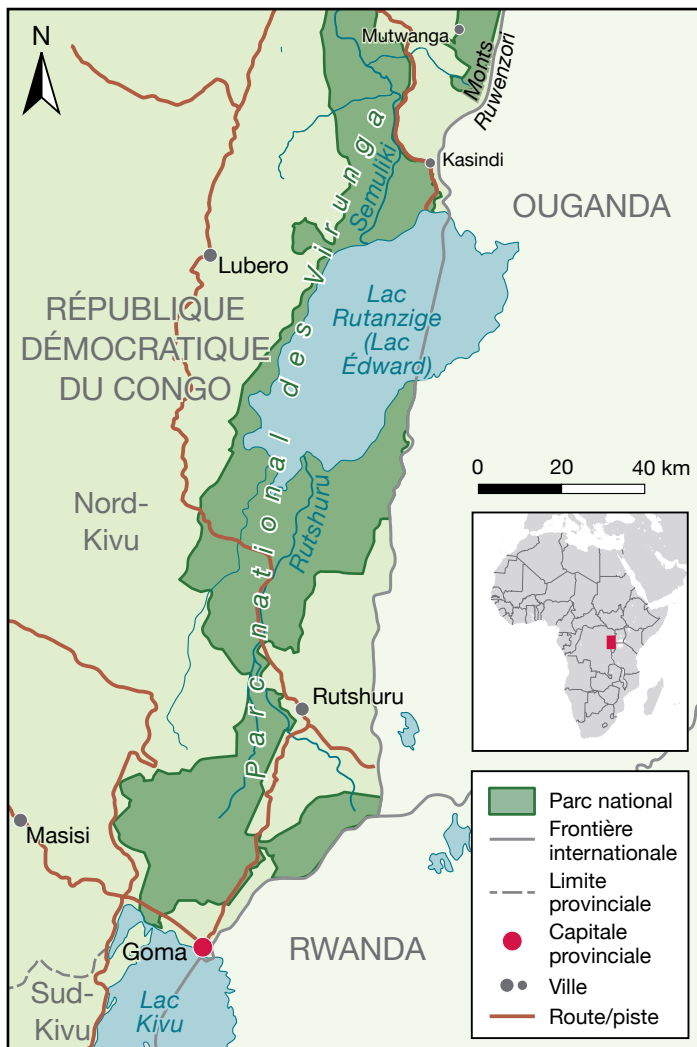 N
Mutwanga
Monts
Ruwenzori
Kasindi
Semuliki
OUGANDA
Lubero
Lac
Rutanzige
(Lac
Édward)
RÉPUBLIQUE
DÉMOCRATIQUE
DU CONGO
Parc national des Virunga
Nord-
Kivu
Rutshuru
0 20 40 km
Rutshuru
Masisi
Goma
RWANDA
Sud-
Kivu
Lac
Kivu
Parc national
Frontière
internationale
Limite
provinciale
Capitale
provinciale
Ville
Route/piste